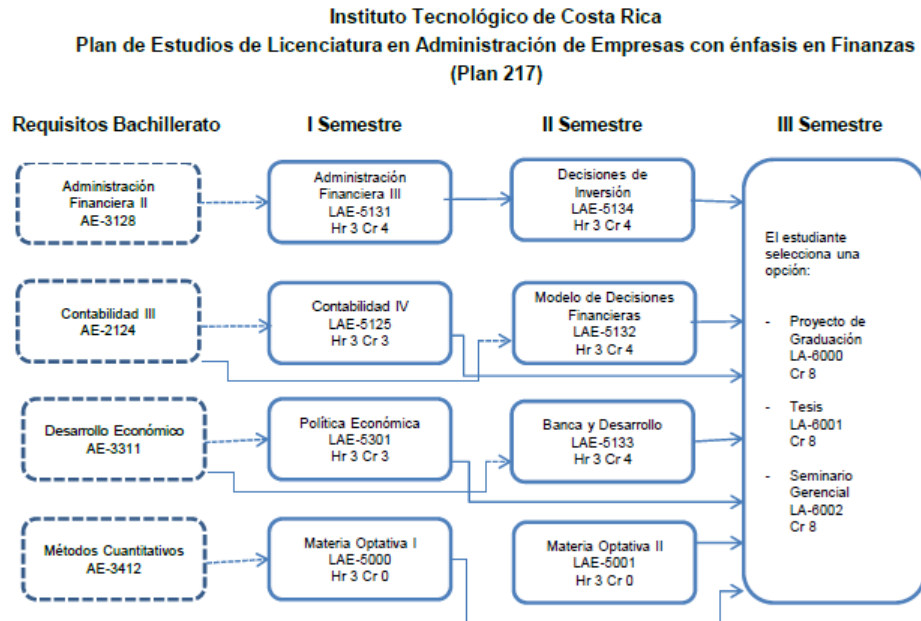 Instituto Tecnológico de Costa Rica
Plan de Estudios de Licenciatura en Administración de Empresas con énfasis en Finanzas
(Plan 217)
Requisitos Bachillerato
I Semestre
II Semestre
III Semestre
Administración
Financiera II
AE-3128
Administración
Financiera III
LAE-5131
Hr 3 Cr 4
Decisiones de
Inversión
LAE-5134
Hr 3 Cr 4
Contabilidad III
AE-2124
Contabilidad IV
LAE-5125
Hr 3 Cr 3
Modelo de Decisiones
Financieras
LAE-5132
Hr 3 Cr 4
Desarrollo Económico
AE-3311
Política Económica
LAE-5301
Hr 3 Cr 3
Banca y Desarrollo
LAE-5133
Hr 3 Cr 4
Métodos Cuantitativos
AE-3412
Materia Optativa I
LAE-5000
Hr 3 Cr 0
Materia Optativa II
LAE-5001
Hr 3 Cr 0
El estudiante
selecciona una
opción:
- Proyecto de
Graduación
LA-6000
Cr 8
- Tesis
LA-6001
Cr 8
- Seminario
Gerencial
LA-6002
Cr 8